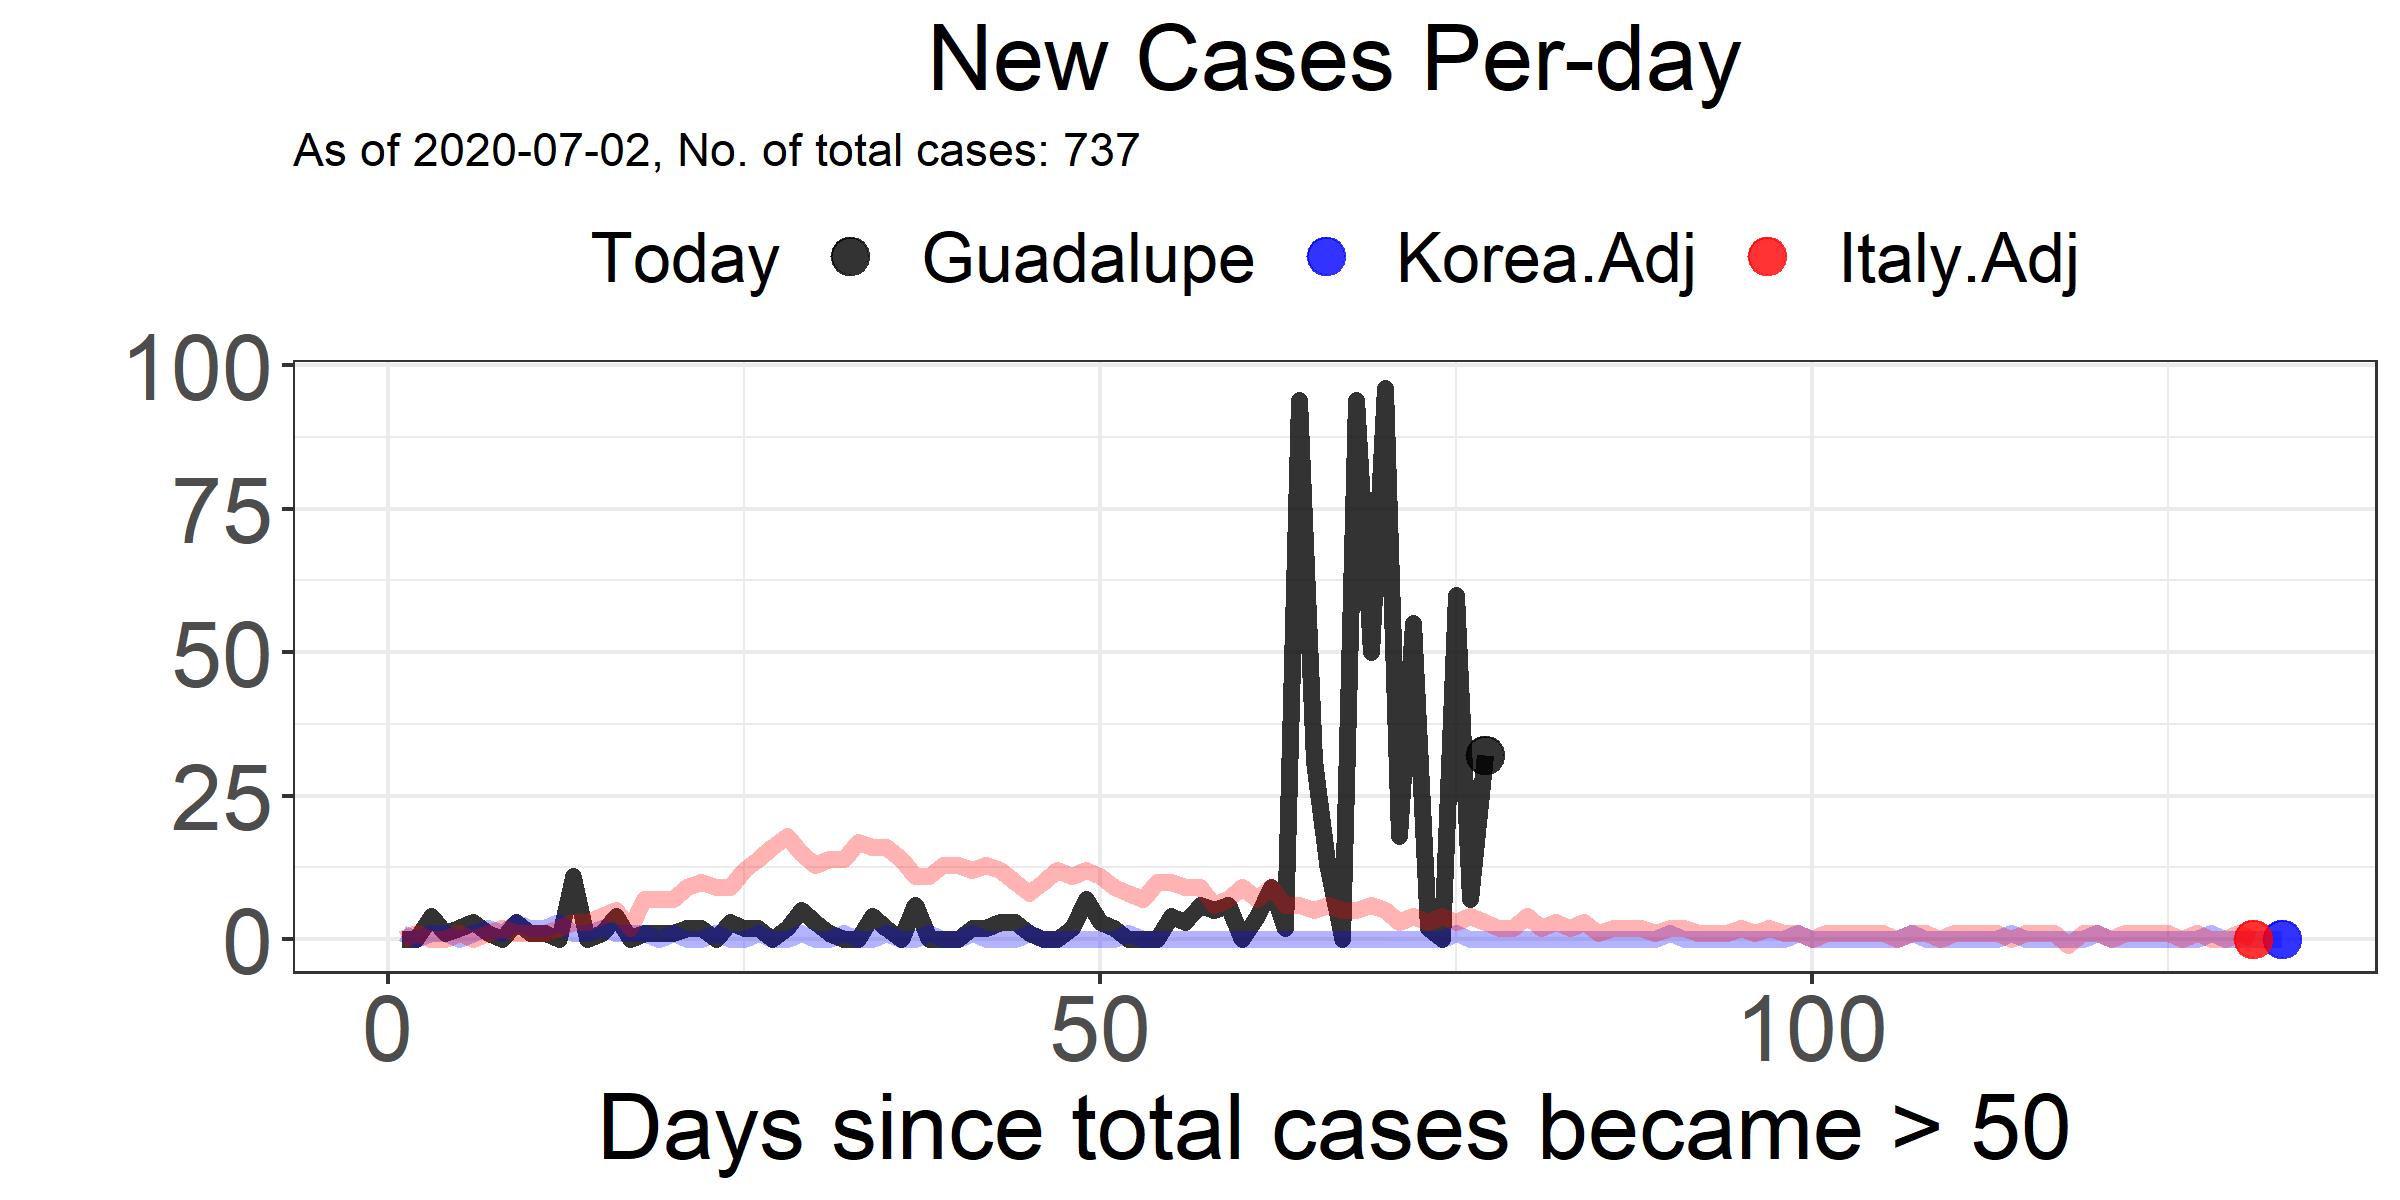 New Cases Per-day
As of 2020-07-02, No. of total cases: 737
Today Guadalupe Korea.Adj Italy.Adj
100
75
50
25
0
0 50 100
Days since total cases became > 50